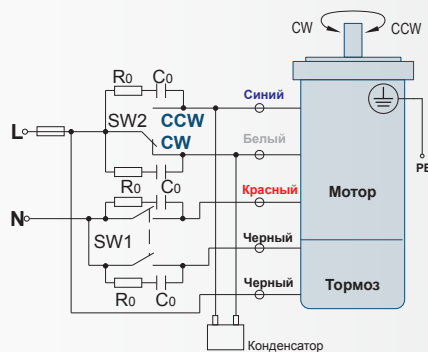 CW CCW
R0 C0
Синий
L SW2 CCW
CW
Белый
PE
R0 C0
Красный
Мотор
N
SW1
Черный
R0 C0
Черный
Тормоз
Конденсатор